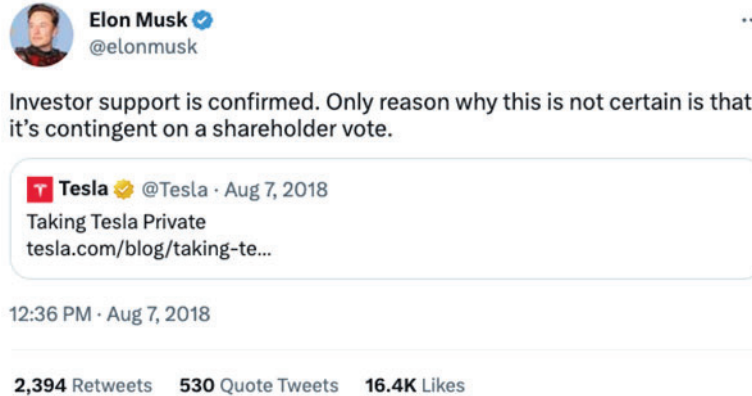 Elon Musk
@elonmusk
Investor support is confirmed. Only reason why this is not certain is that
it’s contingent on a shareholder vote.
Tesla @Tesla · Aug 7, 2018
Taking Tesla Private
tesla.com/blog/taking-te...
12:36 PM · Aug 7, 2018
2,394 Retweets 530 Quote Tweets 16.4K Likes